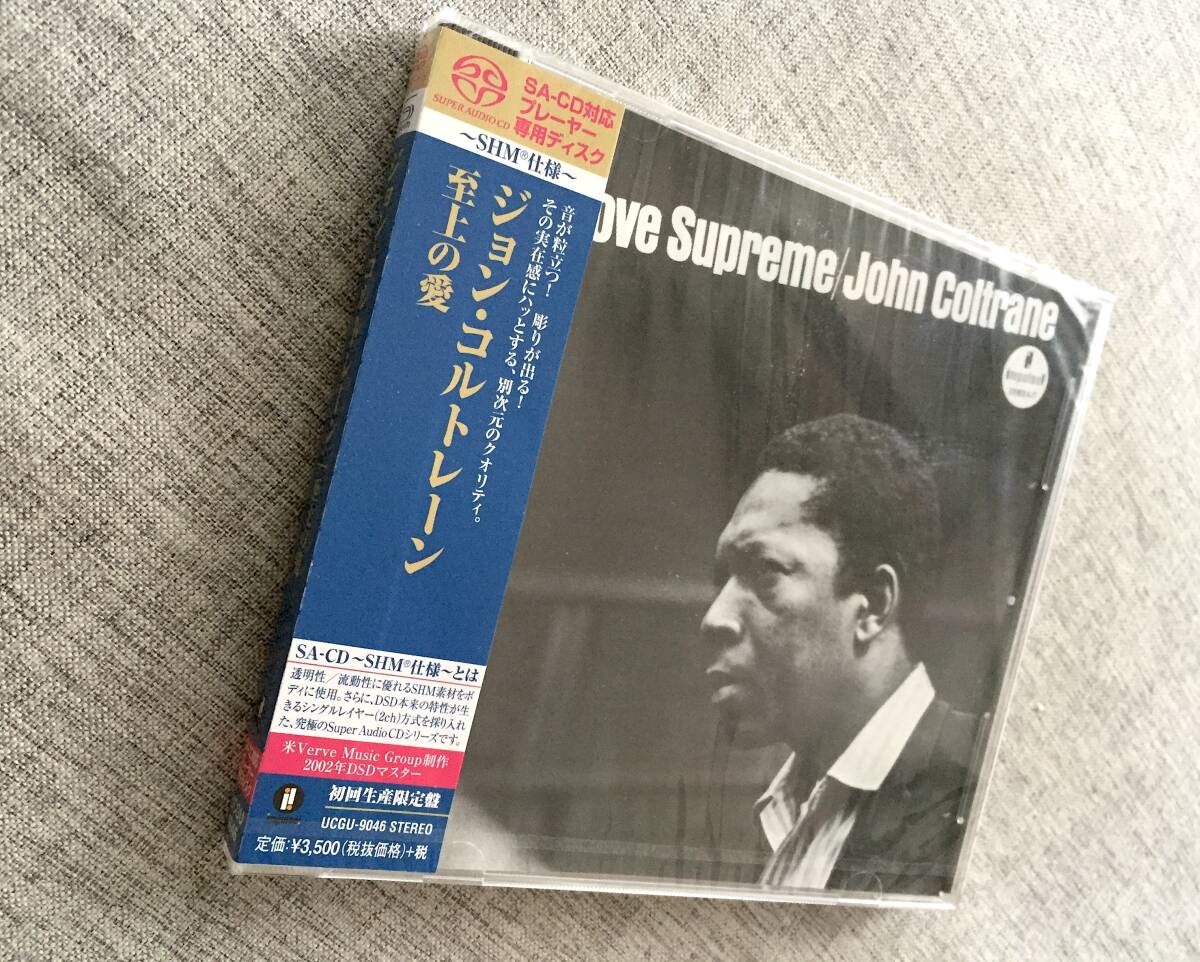 SUPER AUDIO CD
SA-CD対応
プレーヤー
専用ディスク
～SHM®仕様～
音が粒立つ! 彫りが出る!
その実在感にハッとする、別次元のクオリティ。
ジョン・コルトレーン
至上の愛
SA-CD～SHM®仕様～とは
透明性/流動性に優れるSHM素材をボ
ディに使用。さらに、DSD本来の特性が生
きるシングルレイヤー(2ch)方式を採り入れ
た、究極のSuper Audio CDシリーズです。
米Verve Music Group制作
2002年DSDマスター
初回生産限定盤
UCGU-9046 STEREO
定価:¥3,500(税抜価格)+税
ove Supreme/John Coltrane